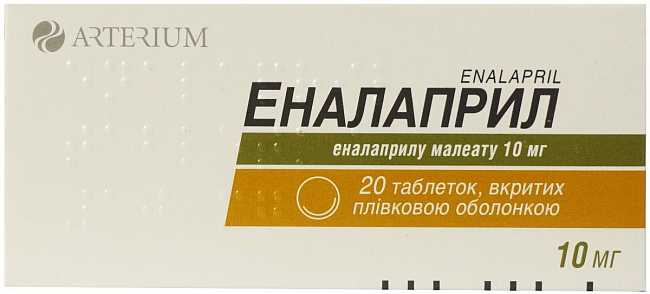 ARTERIUM
ENALAPRIL
ЕНАЛАПРИЛ
еналаприлу малеату 10 мг
20 таблеток, вкритих
плівковою оболонкою
10 мг